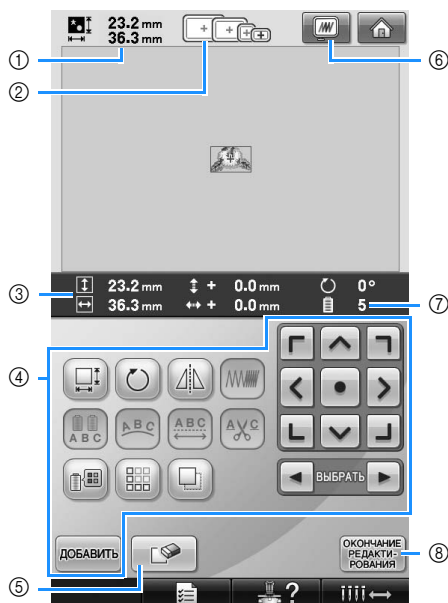 23.2 mm
36.3 mm
①
②
⑥
③
23.2 mm + 0.0 mm 0°
36.3 mm + 0.0 mm 5
⑦
④
A B C
A B C
A B C
A C
ВЫБРАТЬ
ДОБАВИТЬ
ОКОНЧАНИЕ
РЕДАКТИ-
РОВАНИЯ
⑧
⑤
?